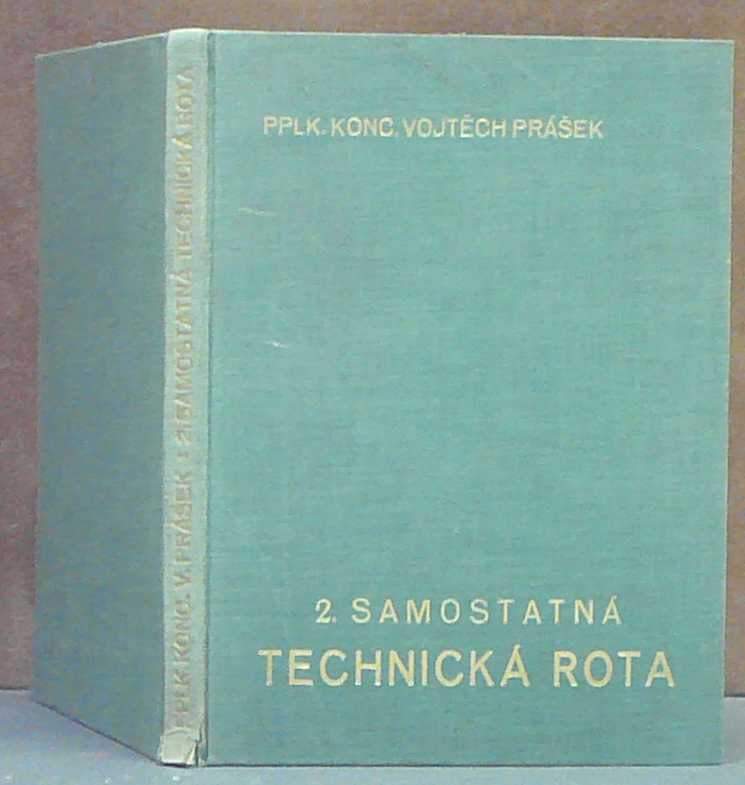 PPLK. KONC. VOJTĚCH PRÁŠEK
2. SAMOSTATNÁ
TECHNICKÁ ROTA
PPLK KONC. V. PRÁŠEK : 2. SAMOSTATNÁ TECHNICKÁ ROTA